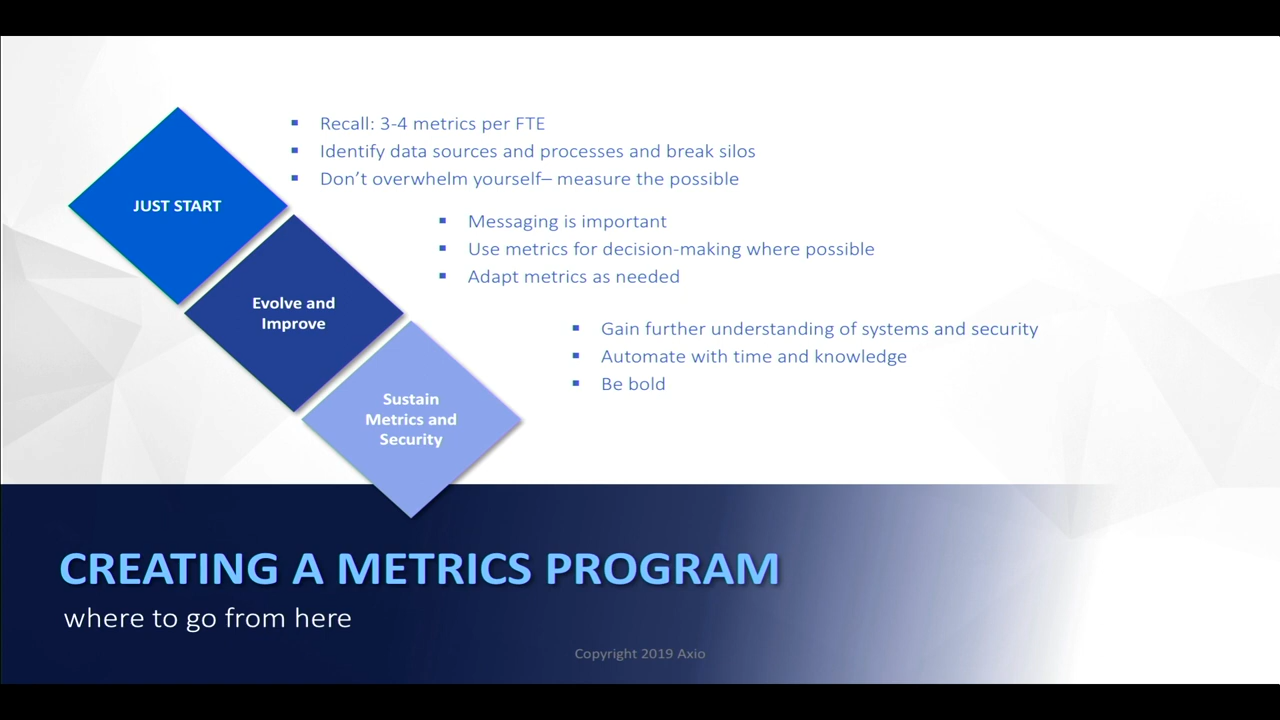 JUST START
▪ Recall: 3-4 metrics per FTE
▪ Identify data sources and processes and break silos
▪ Don’t overwhelm yourself– measure the possible
Evolve and
Improve
▪ Messaging is important
▪ Use metrics for decision-making where possible
▪ Adapt metrics as needed
Sustain
Metrics and
Security
▪ Gain further understanding of systems and security
▪ Automate with time and knowledge
▪ Be bold
CREATING A METRICS PROGRAM
where to go from here
Copyright 2019 Axio